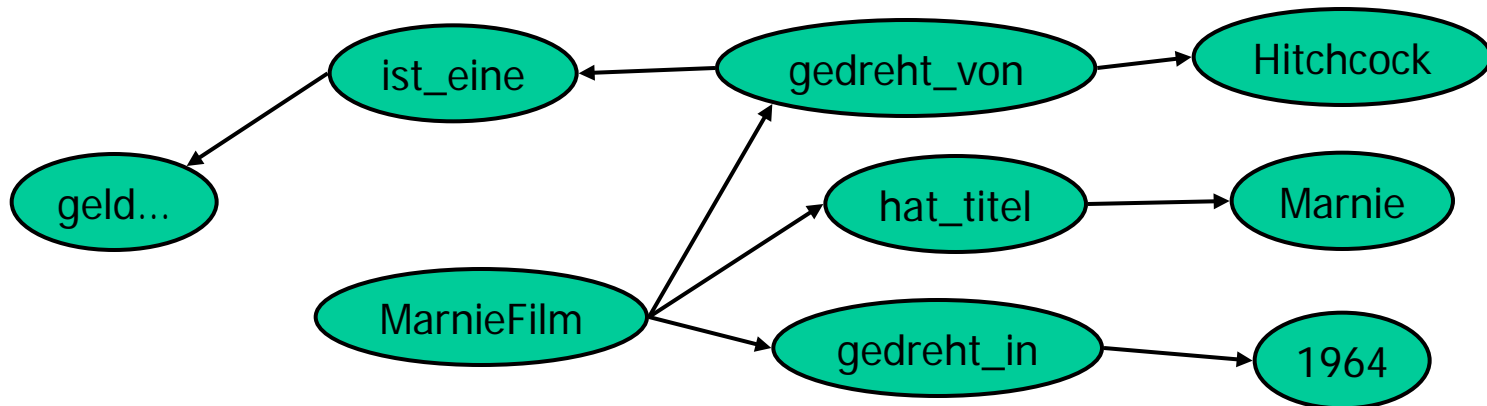 ist_eine
gedreht_von
Hitchcock
geld...
hat_titel
Marnie
MarnieFilm
gedreht_in
1964